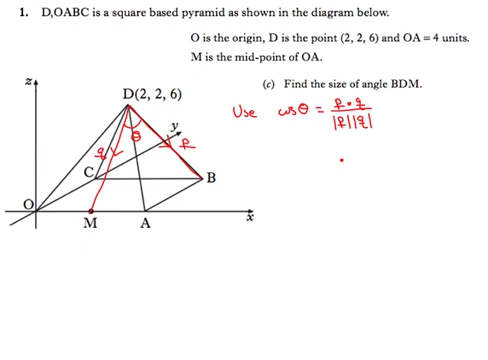 1. D,OABC is a square based pyramid as shown in the diagram below.
O is the origin, D is the point (2, 2, 6) and OA = 4 units.
M is the mid-point of OA.
(c) Find the size of angle BDM.
Use cosθ = p · q / |p||q|
z
D(2, 2, 6)
θ
y
p
q
C
B
O
M
A
x